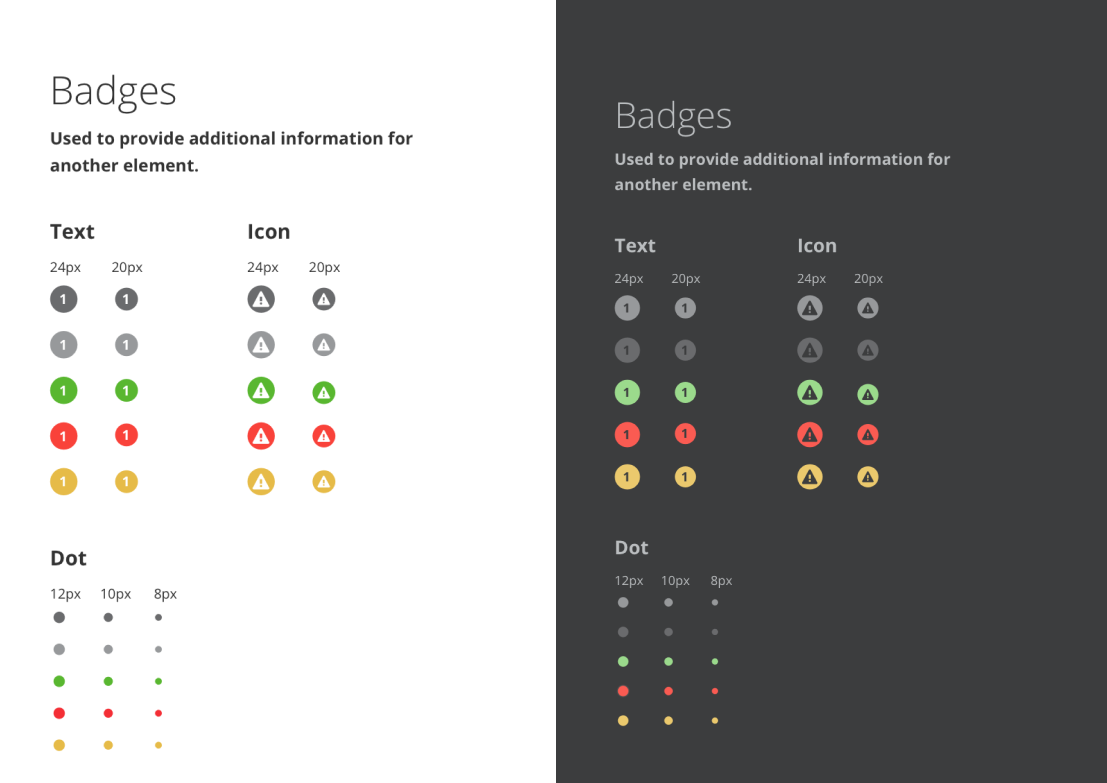 Badges
Used to provide additional information for
another element.
Text Icon
24px 20px 24px 20px
1 1
1 1
1 1
1 1
1 1
Dot
12px 10px 8px
Badges
Used to provide additional information for
another element.
Text Icon
24px 20px 24px 20px
1 1
1 1
1 1
1 1
1 1
Dot
12px 10px 8px